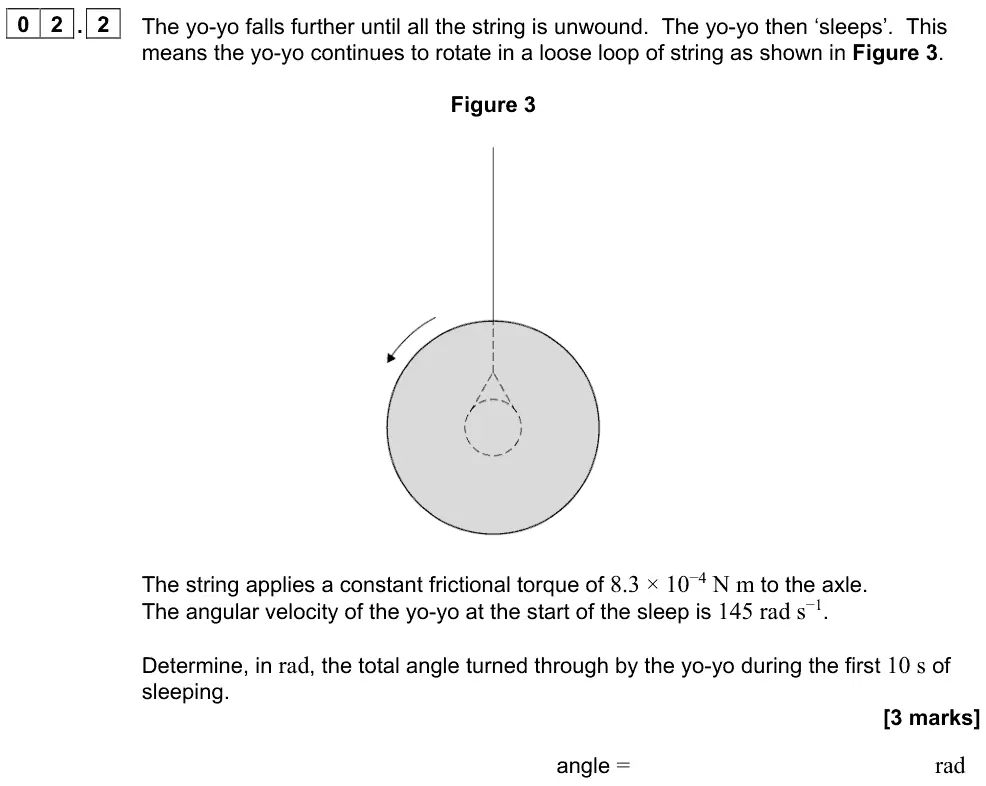 02.2 The yo-yo falls further until all the string is unwound. The yo-yo then ‘sleeps’. This
means the yo-yo continues to rotate in a loose loop of string as shown in Figure 3.
Figure 3
The string applies a constant frictional torque of 8.3 × 10⁻⁴ N m to the axle.
The angular velocity of the yo-yo at the start of the sleep is 145 rad s⁻¹.
Determine, in rad, the total angle turned through by the yo-yo during the first 10 s of
sleeping.
[3 marks]
angle = rad